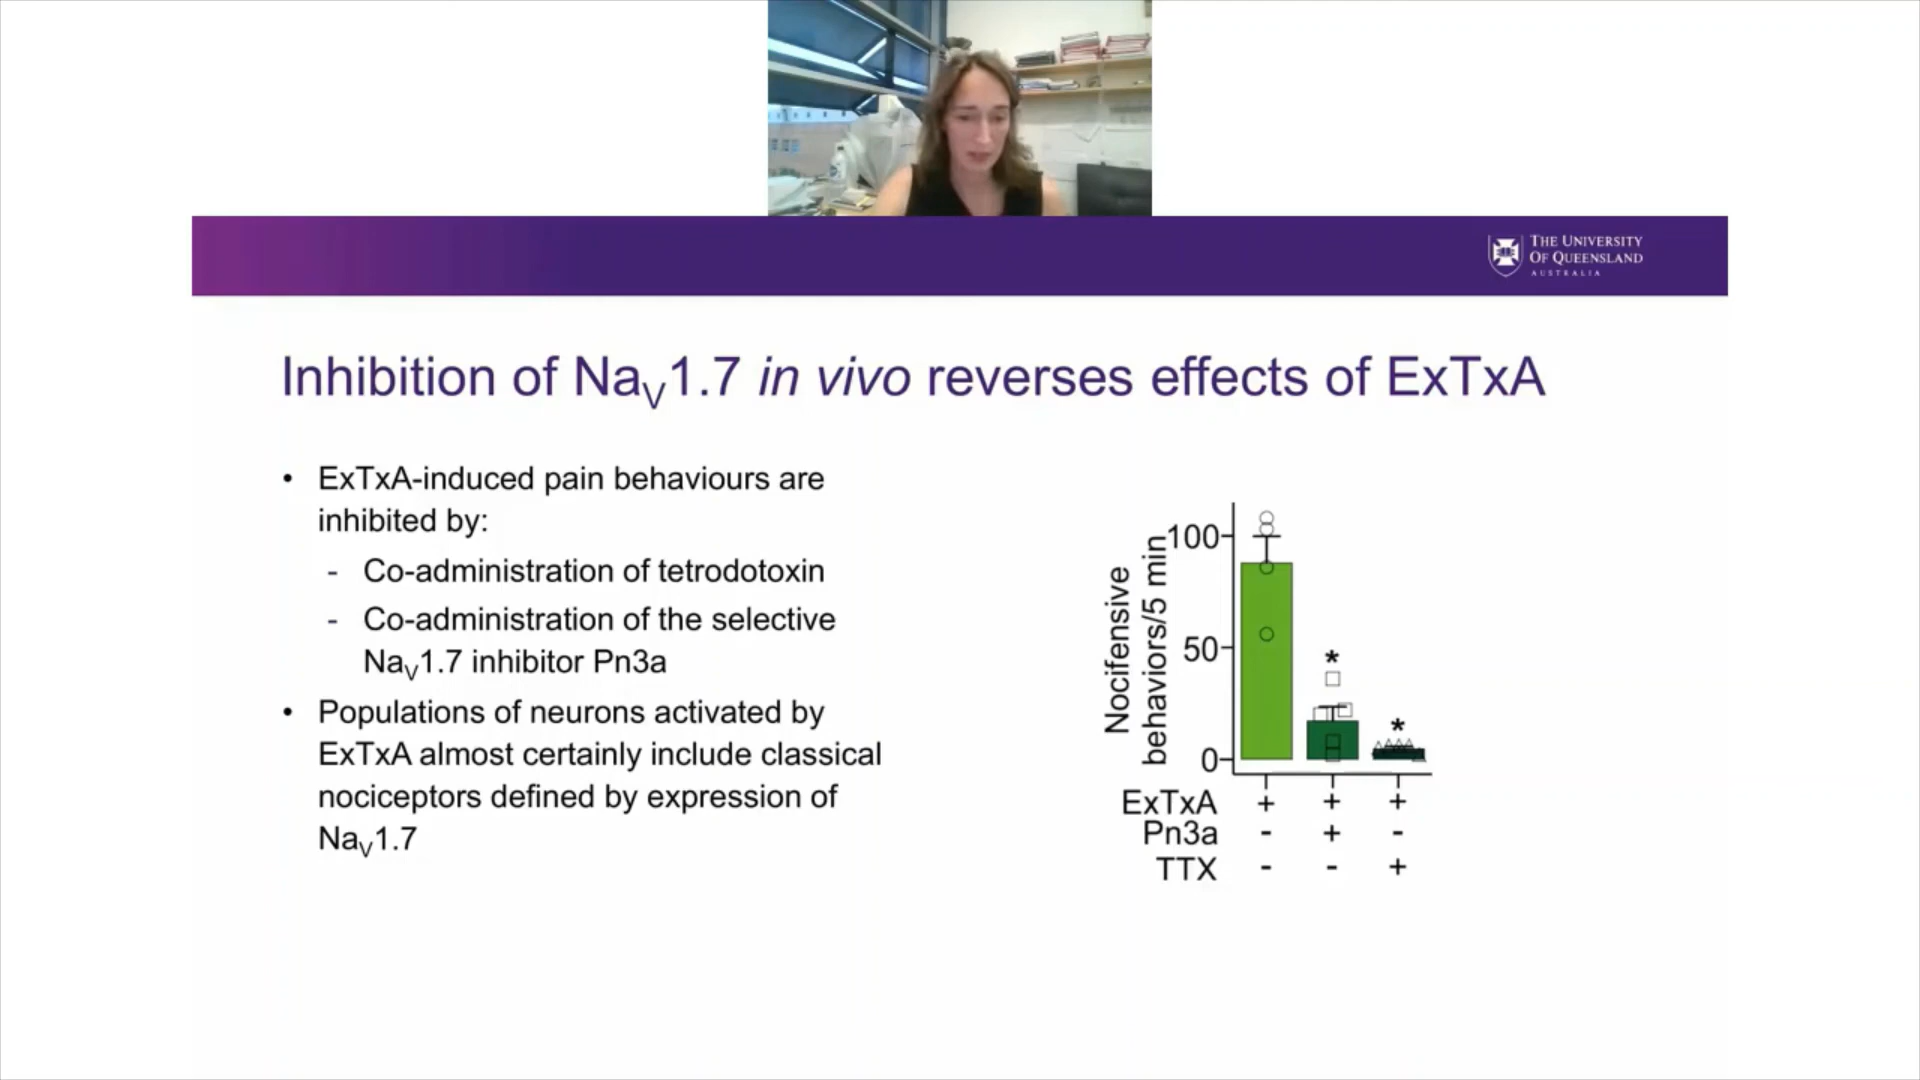 THE UNIVERSITY
OF QUEENSLAND
AUSTRALIA
Inhibition of NaV1.7 in vivo reverses effects of ExTxA
• ExTxA-induced pain behaviours are
inhibited by:
- Co-administration of tetrodotoxin
- Co-administration of the selective
NaV1.7 inhibitor Pn3a
• Populations of neurons activated by
ExTxA almost certainly include classical
nociceptors defined by expression of
NaV1.7
Nocifensive
behaviors/5 min
100
50
0
* 
*
ExTxA + + +
Pn3a - + -
TTX - - +